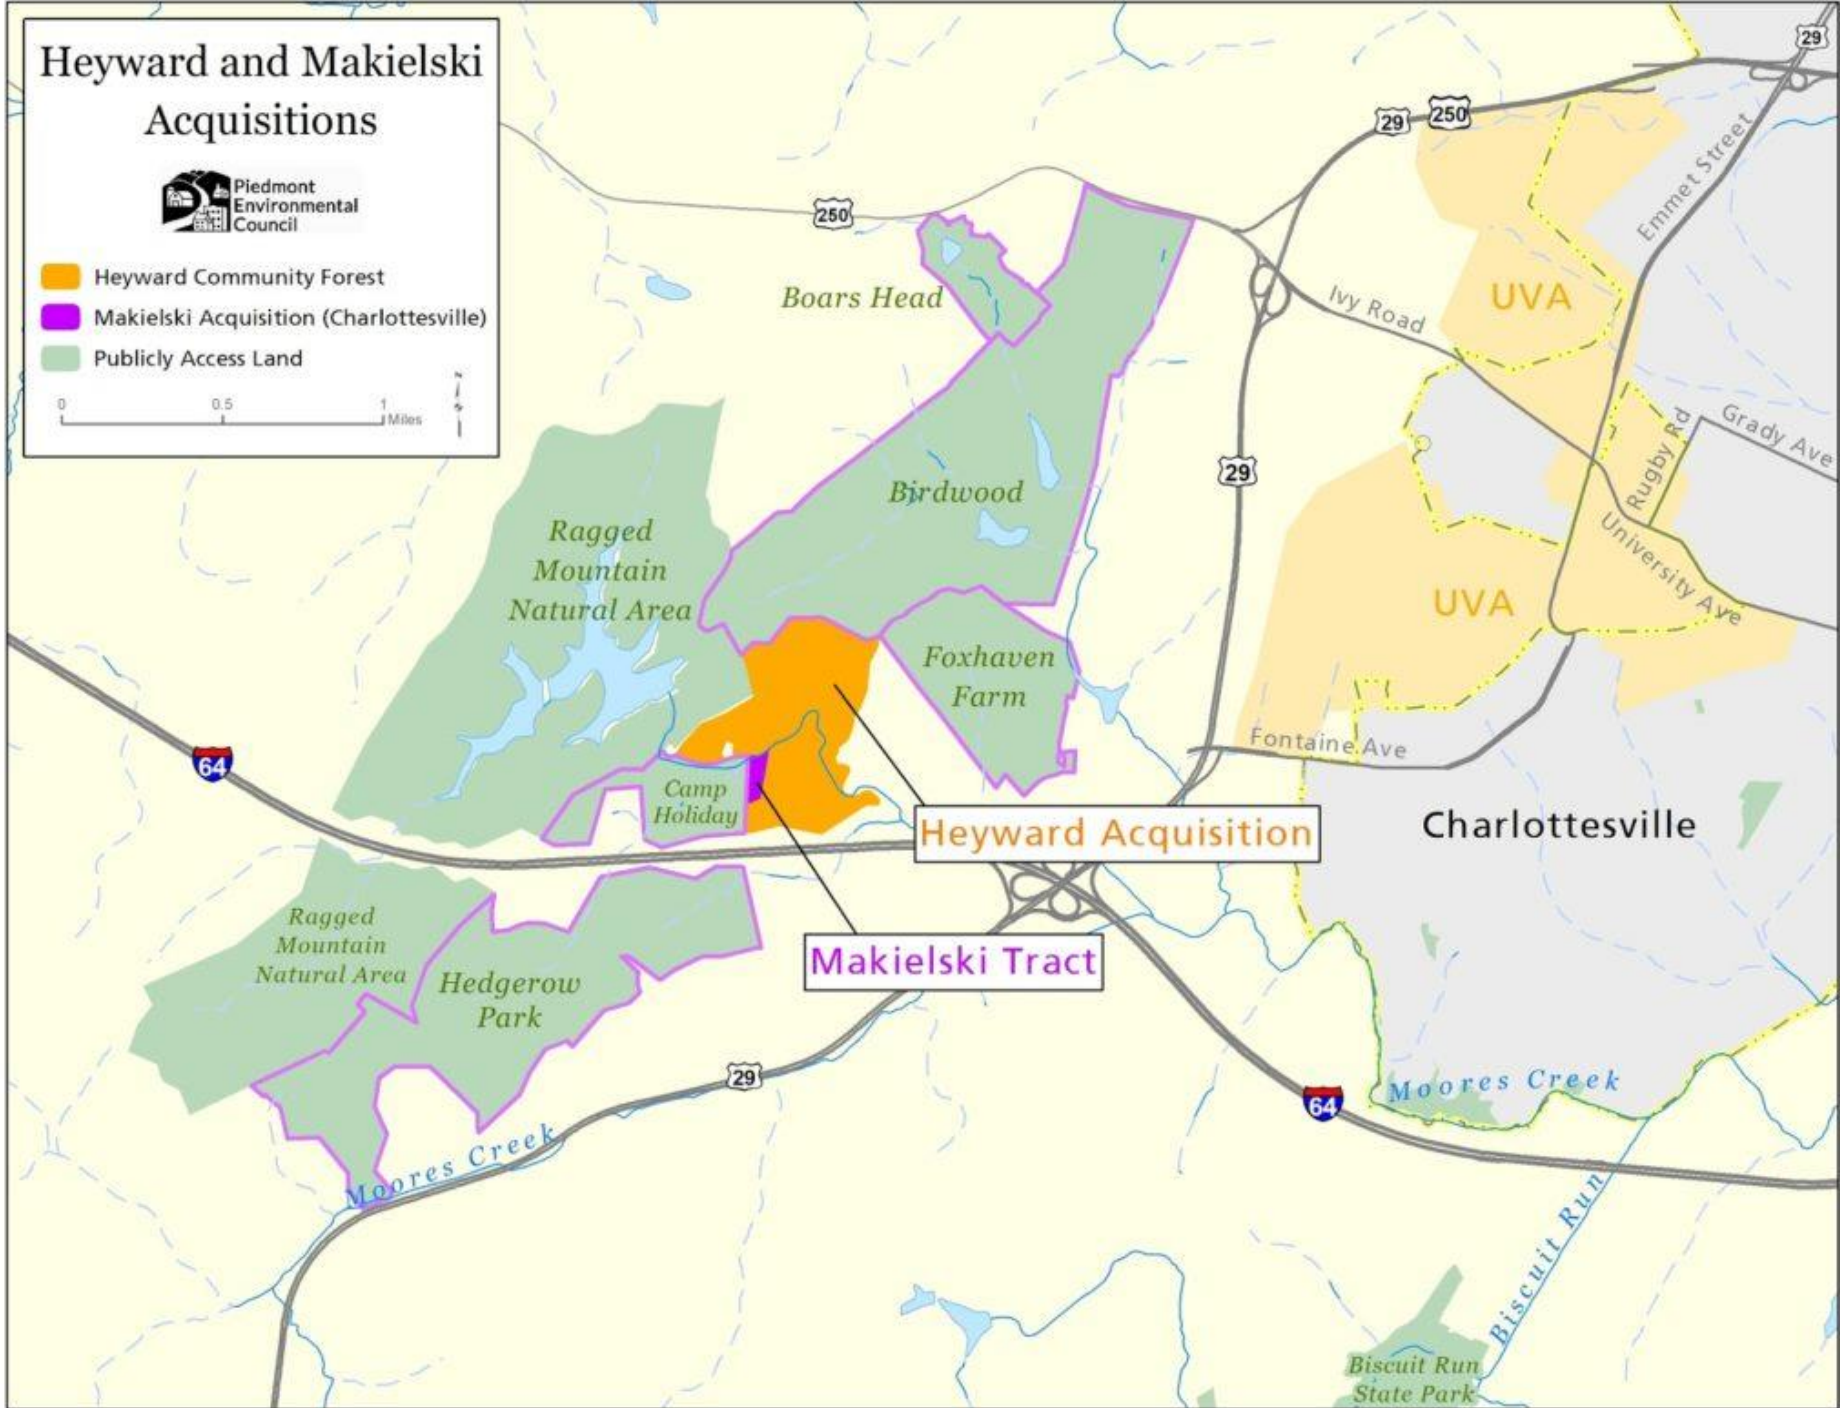 Heyward and Makielski
Acquisitions
Piedmont
Environmental
Council
Heyward Community Forest
Makielski Acquisition (Charlottesville)
Publicly Access Land
0
0.5
1
Miles
N
29
29
250
250
Emmet Street
Boars Head
Ivy Road
UVA
Grady Ave
Rugby Rd
29
Birdwood
Ragged
Mountain
Natural Area
University Ave
UVA
Foxhaven
Farm
Fontaine Ave
64
Camp
Holiday
Heyward Acquisition
Charlottesville
Ragged
Mountain
Natural Area
Makielski Tract
Hedgerow
Park
29
64
Moores Creek
Moores Creek
Biscuit Run
Biscuit Run
State Park